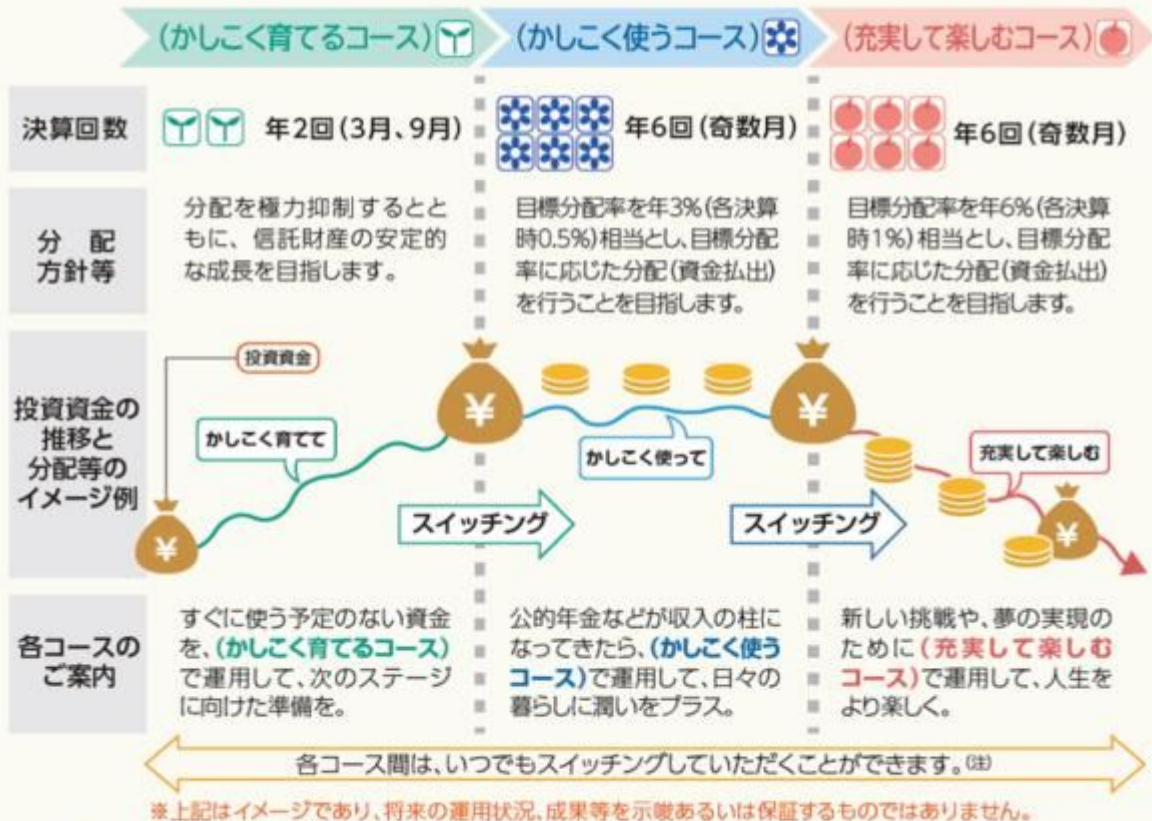 (かしこく育てるコース)
(かしこく使うコース)
(充実して楽しむコース)
決算回数
年2回(3月、9月)
年6回(奇数月)
年6回(奇数月)
分 配
方針等
分配を極力抑制するとと
もに、信託財産の安定的
な成長を目指します。
目標分配率を年3%(各決算
時0.5%)相当とし、目標分配
率に応じた分配(資金払出)
を行うことを目指します。
目標分配率を年6%(各決算
時1%)相当とし、目標分配
率に応じた分配(資金払出)
を行うことを目指します。
投資資金の
推移と
分配等の
イメージ例
投資資金
かしこく育てて
¥
¥
かしこく使って
¥
充実して楽しむ
¥
スイッチング
スイッチング
各コースの
ご案内
すぐに使う予定のない資金
を、(かしこく育てるコース)
で運用して、次のステージ
に向けた準備を。
公的年金などが収入の柱に
なってきたら、(かしこく使う
コース)で運用して、日々の
暮らしに潤いをプラス。
新しい挑戦や、夢の実現の
ために(充実して楽しむ
コース)で運用して、人生を
より楽しく。
各コース間は、いつでもスイッチングしていただくことができます。(注)
※上記はイメージであり、将来の運用状況、成果等を示唆あるいは保証するものではありません。